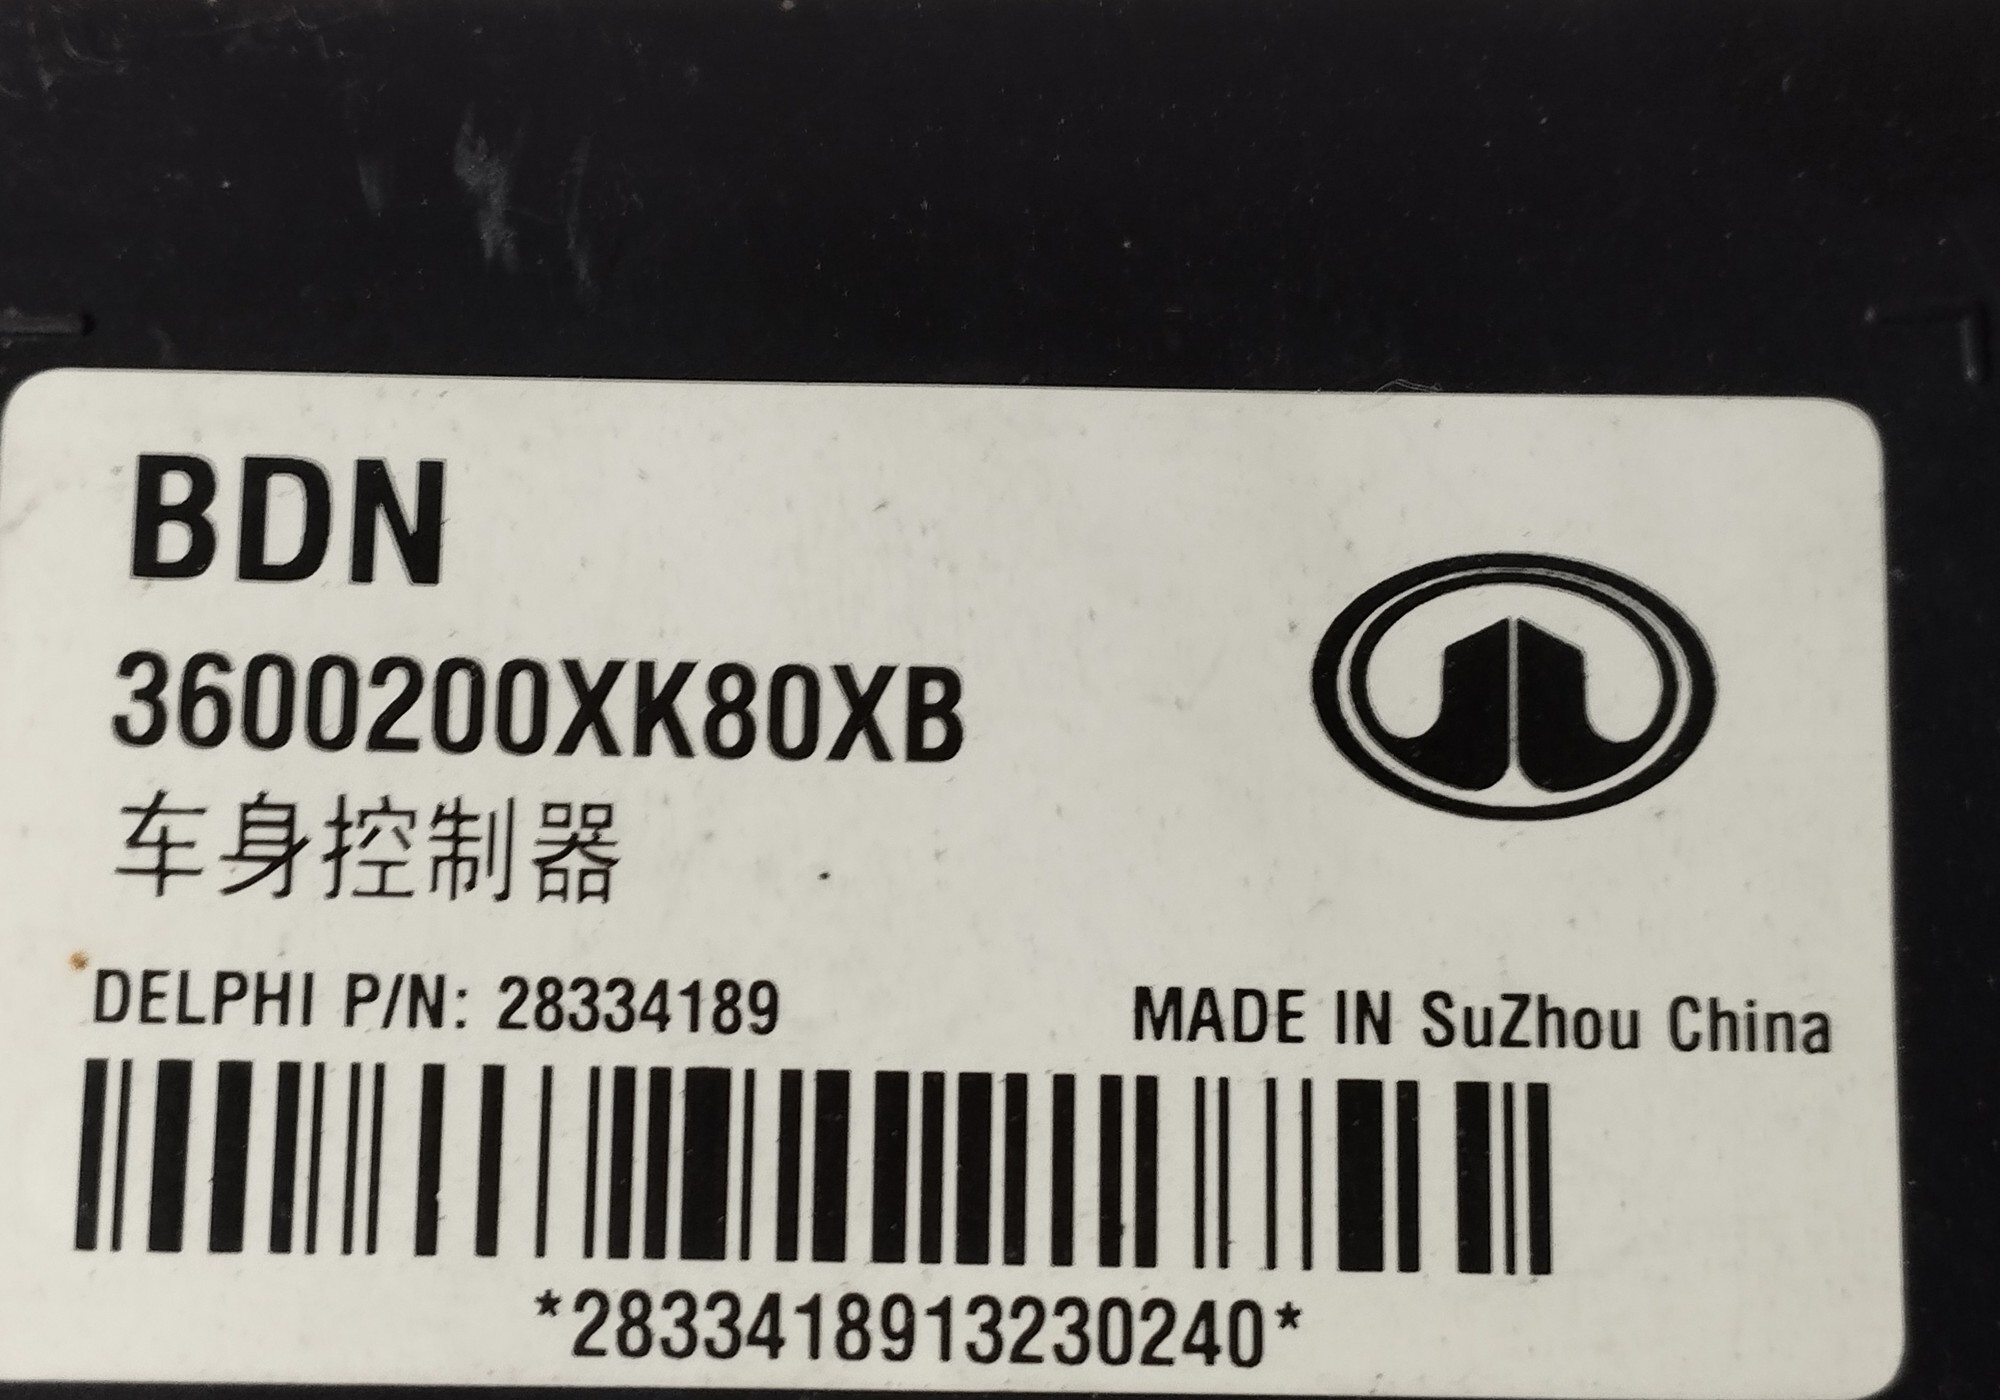 BDN
3600200XK80XB
车身控制器
DELPHI P/N: 28334189
MADE IN SuZhou China
*2833418913230240*